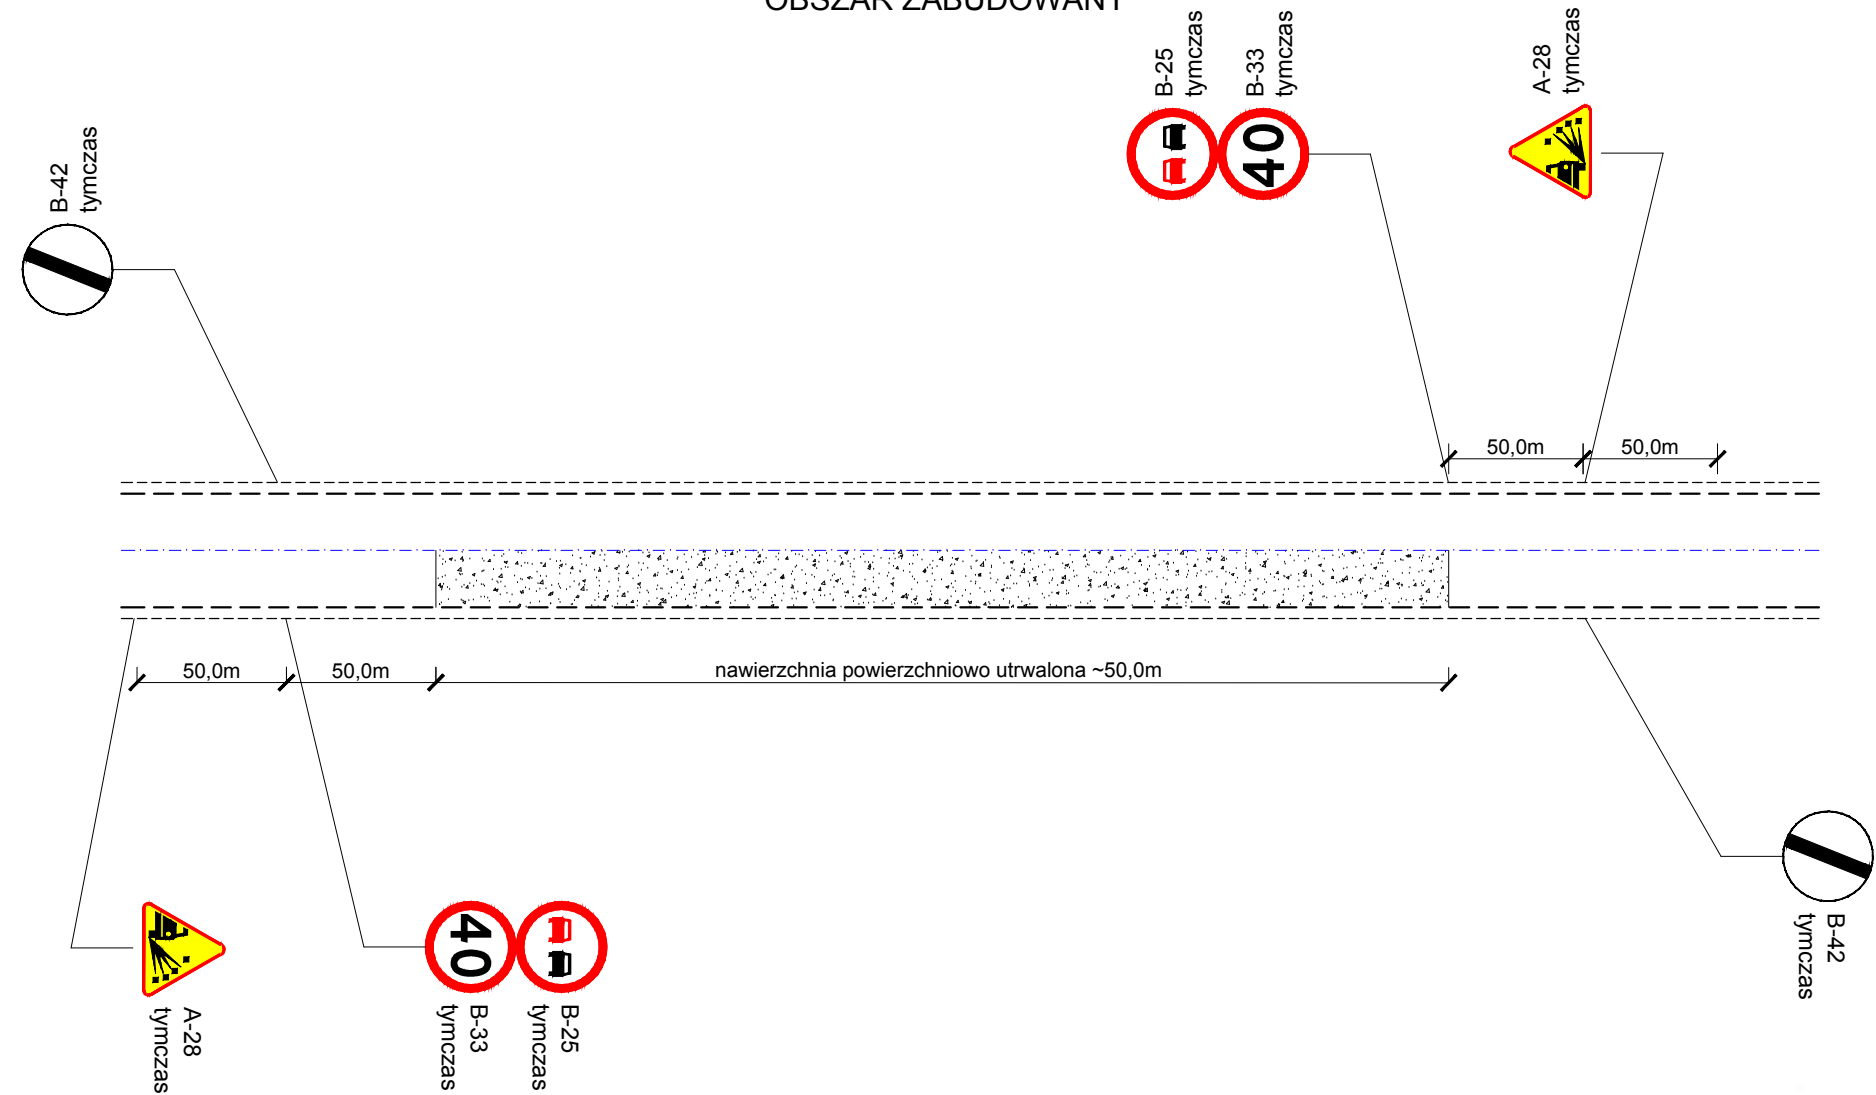 OBSZAR ZABUDOWANY
B-25
tymczas
B-33
tymczas
A-28
tymczas
B-42
tymczas
40
50,0m
50,0m
50,0m
50,0m
nawierzchnia powierzchniowo utrwalona ~50,0m
40
A-28
tymczas
B-33
tymczas
B-25
tymczas
B-42
tymczas